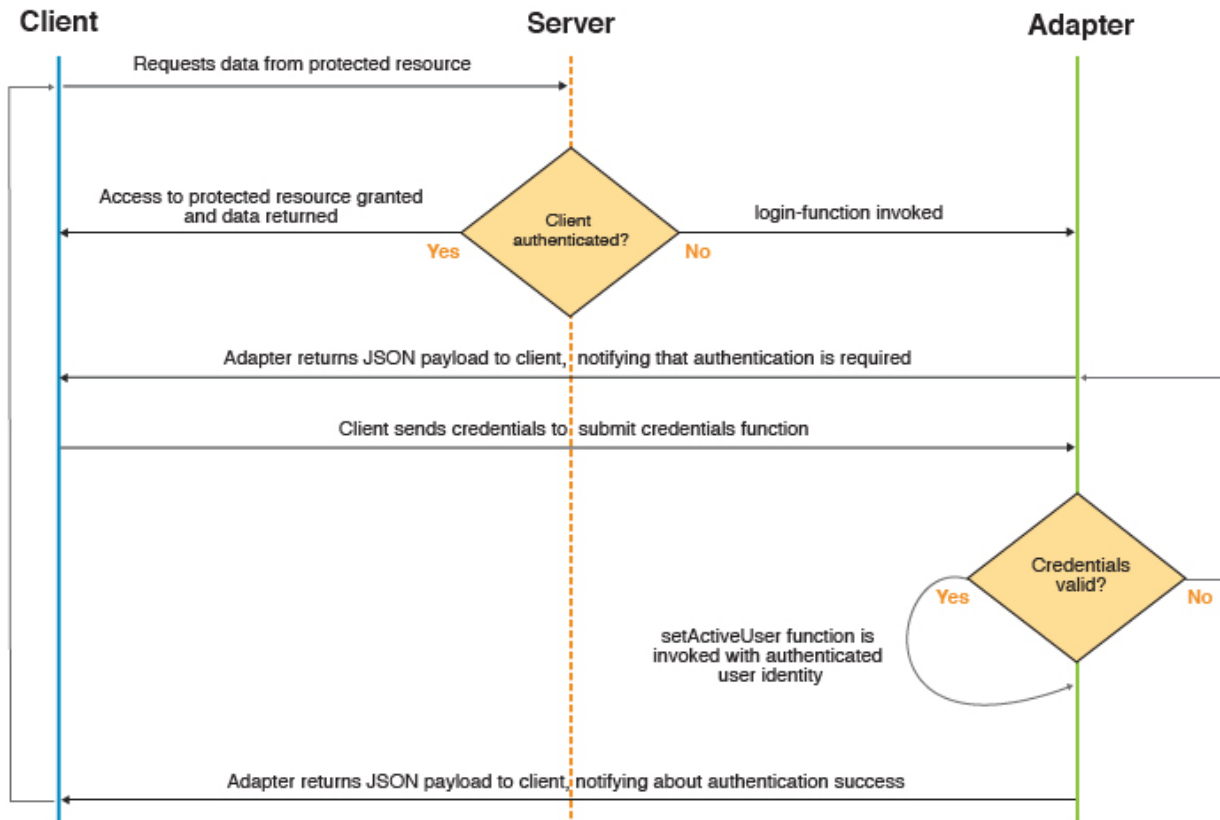 Client
Server
Adapter
Requests data from protected resource
Access to protected resource granted
and data returned
Client
authenticated?
login-function invoked
Yes
No
Adapter returns JSON payload to client, notifying that authentication is required
Client sends credentials to submit credentials function
Credentials
valid?
Yes
No
setActiveUser function is
invoked with authenticated
user identity
Adapter returns JSON payload to client, notifying about authentication success